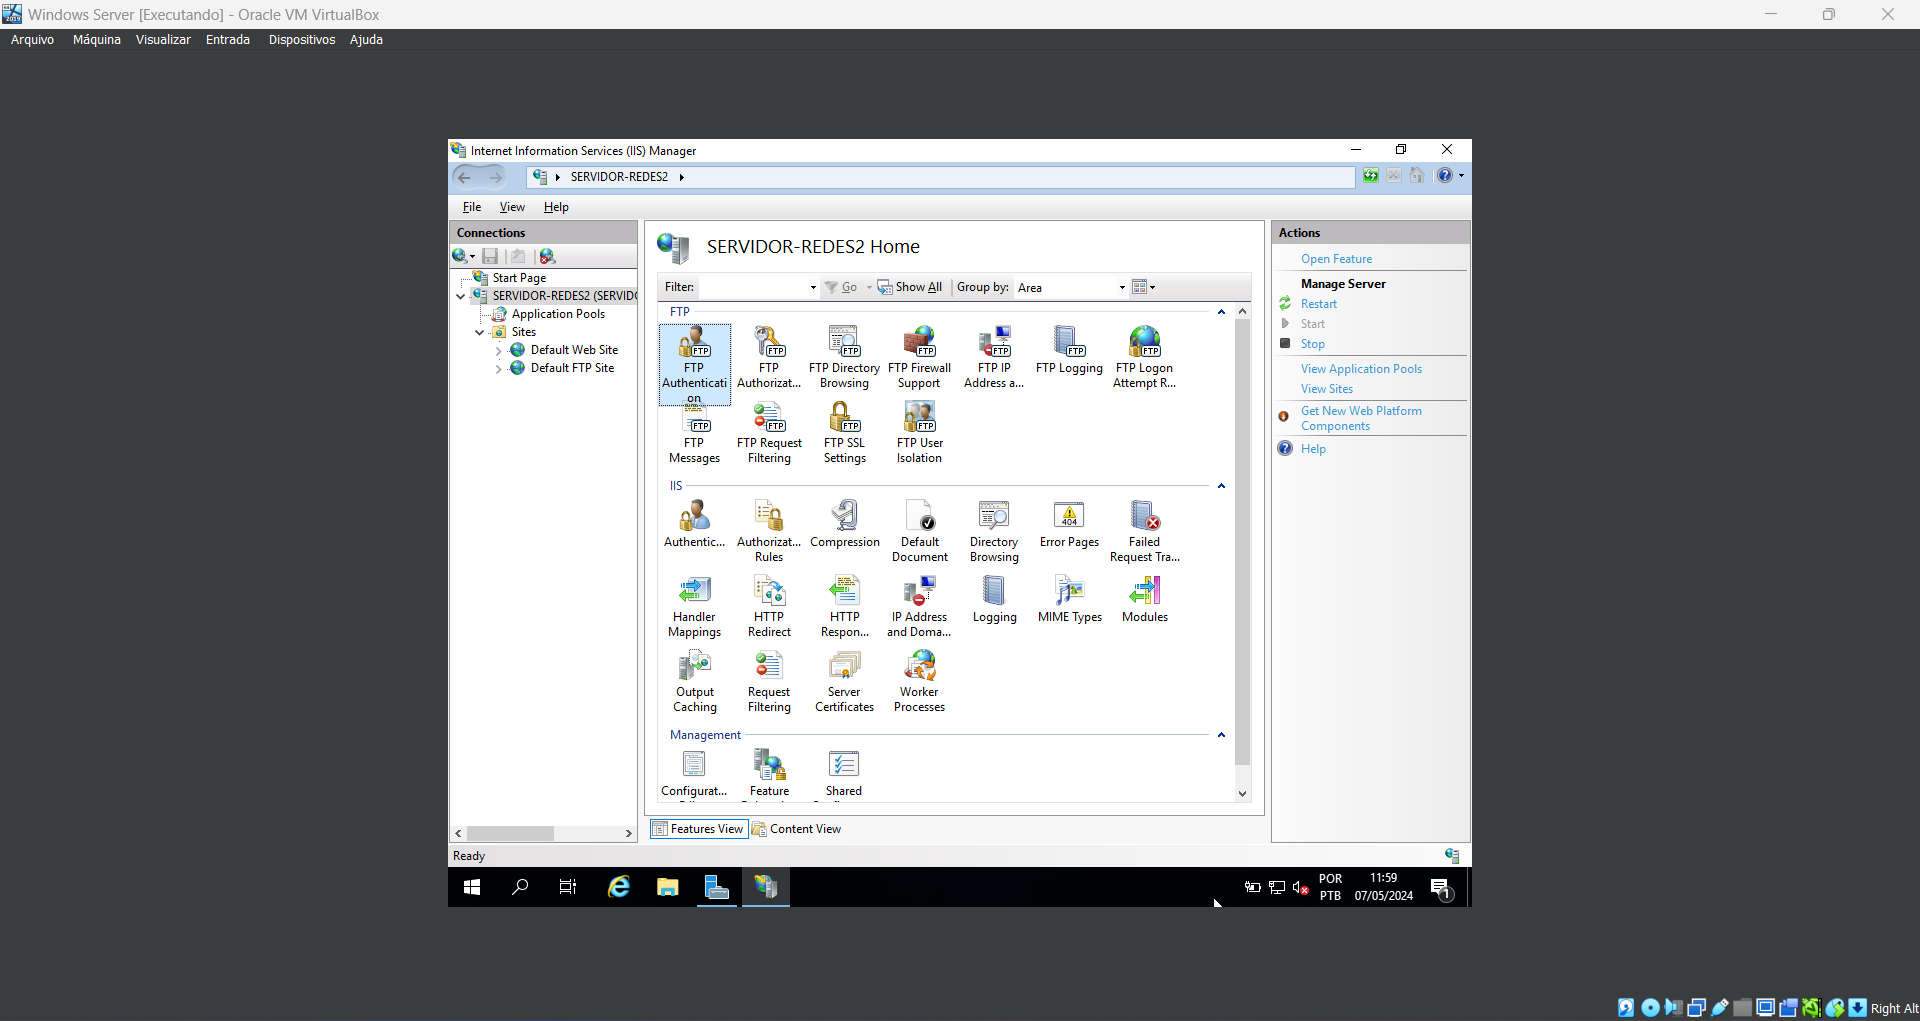 Windows Server [Executando] - Oracle VM VirtualBox
Arquivo Máquina Visualizar Entrada Dispositivos Ajuda
Internet Information Services (IIS) Manager
SERVIDOR-REDES2
File View Help
Connections
Start Page
SERVIDOR-REDES2 (SERVIDO
Application Pools
Sites
Default Web Site
Default FTP Site
SERVIDOR-REDES2 Home
Filter: Go Show All Group by: Area
FTP
FTP Authenticati on
FTP Authorizat...
FTP Directory Browsing
FTP Firewall Support
FTP IP Address a...
FTP Logging
FTP Logon Attempt R...
FTP Messages
FTP Request Filtering
FTP SSL Settings
FTP User Isolation
IIS
Authentic...
Authorizat... Rules
Compression
Default Document
Directory Browsing
Error Pages
Failed Request Tra...
Handler Mappings
HTTP Redirect
HTTP Respon...
IP Address and Doma...
Logging
MIME Types
Modules
Output Caching
Request Filtering
Server Certificates
Worker Processes
Management
Configurat...
Feature
Shared
Features View Content View
Actions
Open Feature
Manage Server
Restart
Start
Stop
View Application Pools
View Sites
Get New Web Platform
Components
Help
Ready
POR
PTB
11:59
07/05/2024
1
Right Alt